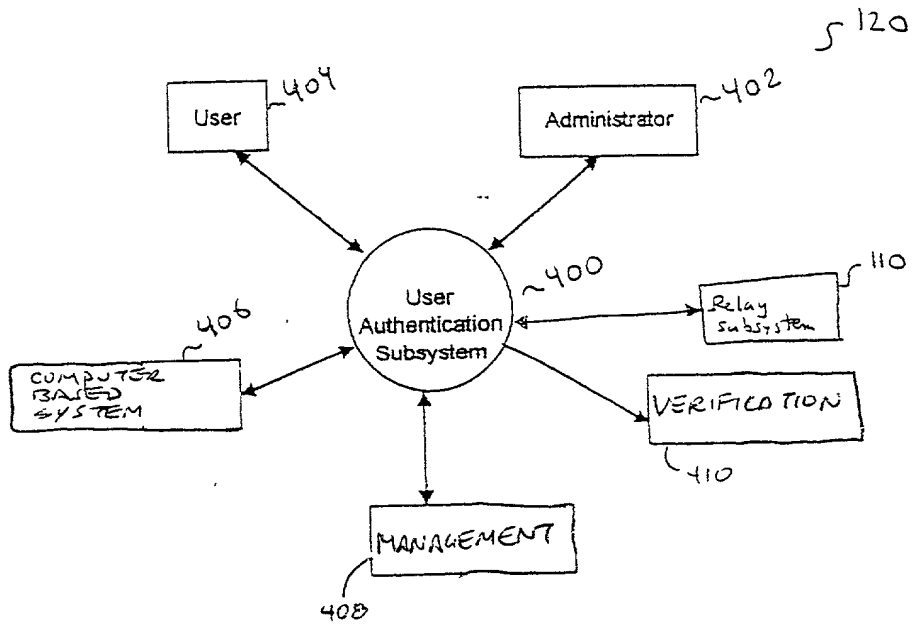 120
404
402
User
Administrator
400
110
User
Authentication
Subsystem
Relay
subsystem
406
COMPUTER
BASED
SYSTEM
VERIFICATION
410
MANAGEMENT
408